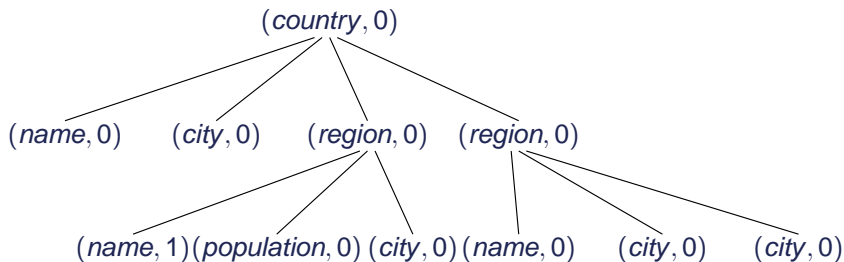 (country, 0)
(name, 0) (city, 0) (region, 0) (region, 0)
(name, 1) (population, 0) (city, 0) (name, 0) (city, 0) (city, 0)